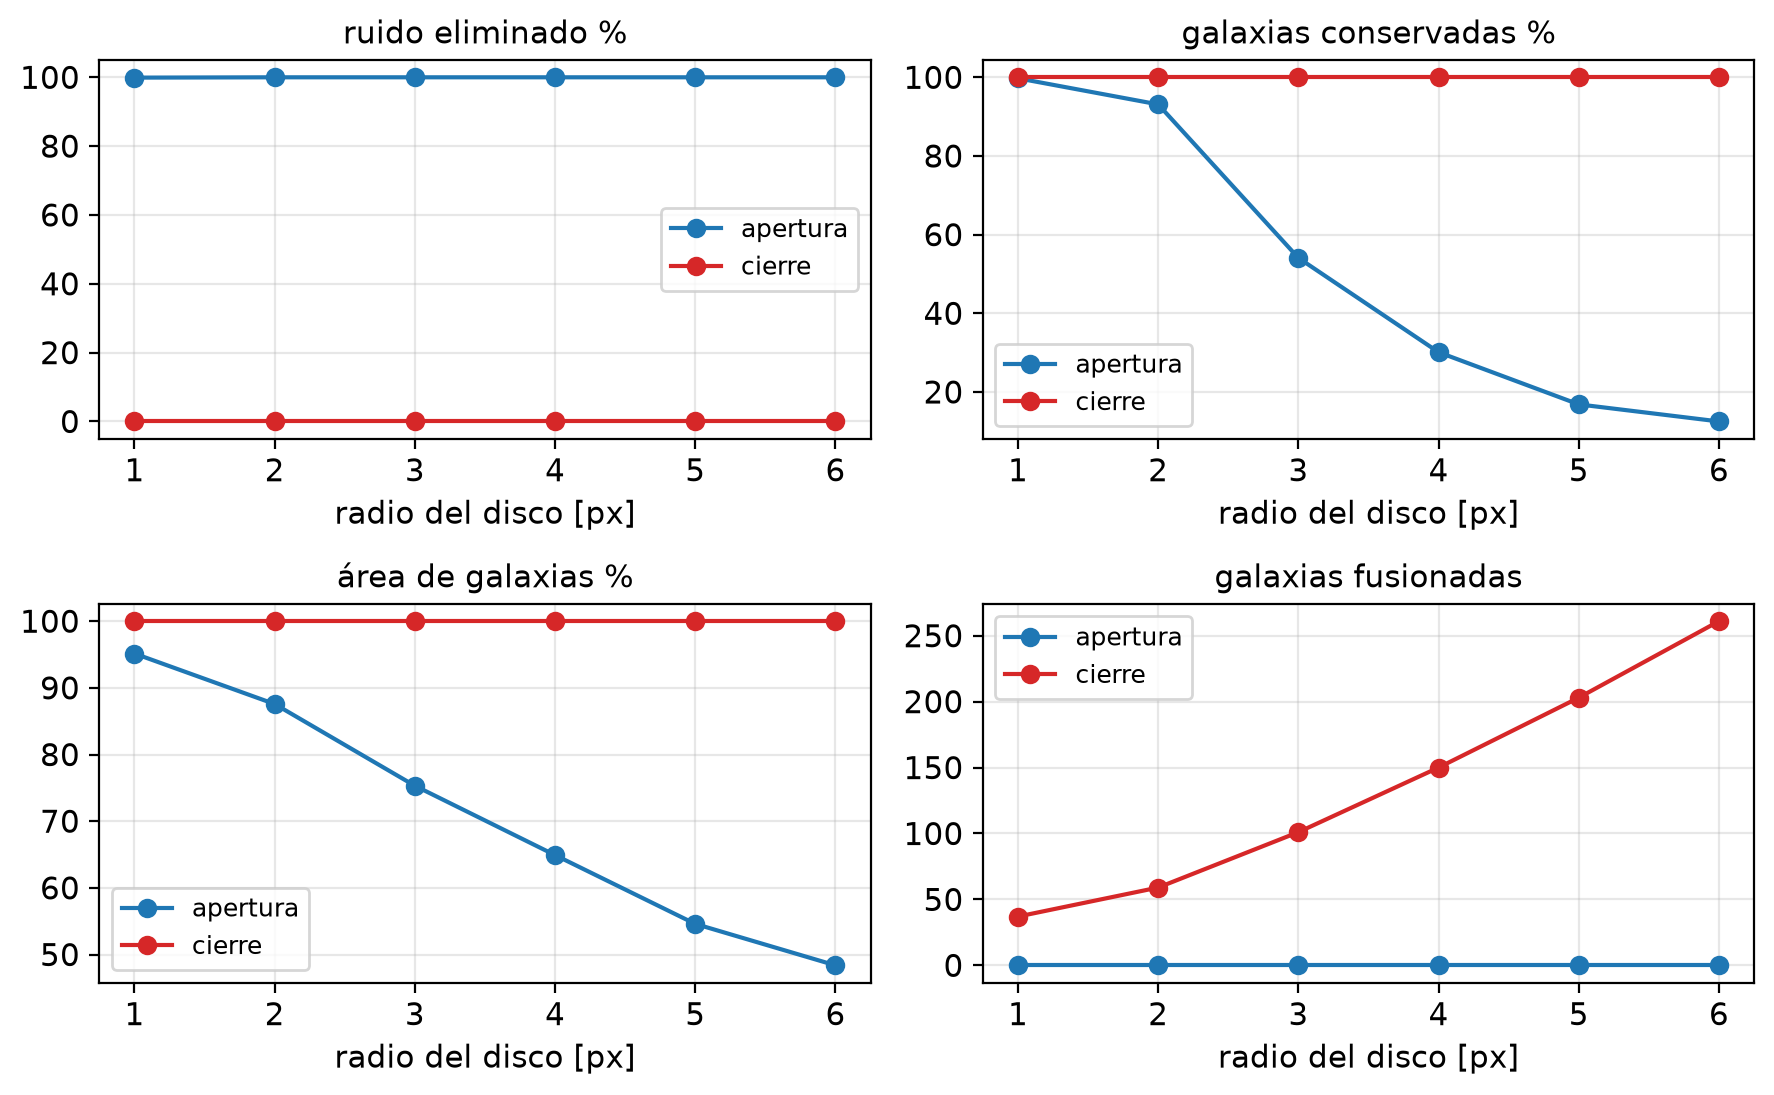 ruido eliminado %
100
80
60
40
20
0
apertura
cierre
1 2 3 4 5 6
radio del disco [px]
galaxias conservadas %
100
80
60
40
20
apertura
cierre
1 2 3 4 5 6
radio del disco [px]
área de galaxias %
100
90
80
70
60
50
apertura
cierre
1 2 3 4 5 6
radio del disco [px]
galaxias fusionadas
250
200
150
100
50
0
apertura
cierre
1 2 3 4 5 6
radio del disco [px]